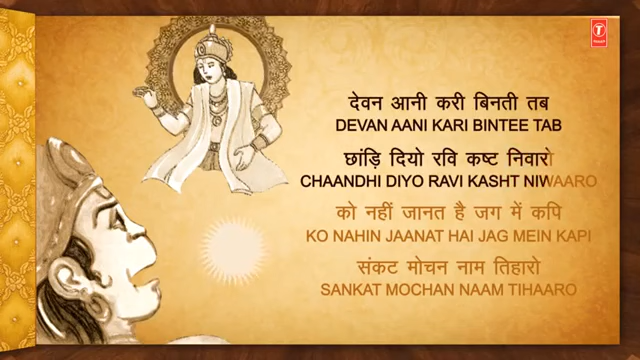 T
देवन आनी करी बिनती तब
DEVAN AANI KARI BINTEE TAB
छांड़ि दियो रवि कष्ट निवारो
CHAANDHI DIYO RAVI KASHT NIWAARO
को नहीं जानत है जग में कपि
KO NAHIN JAANAT HAI JAG MEIN KAPI
संकट मोचन नाम तिहारो
SANKAT MOCHAN NAAM TIHAARO